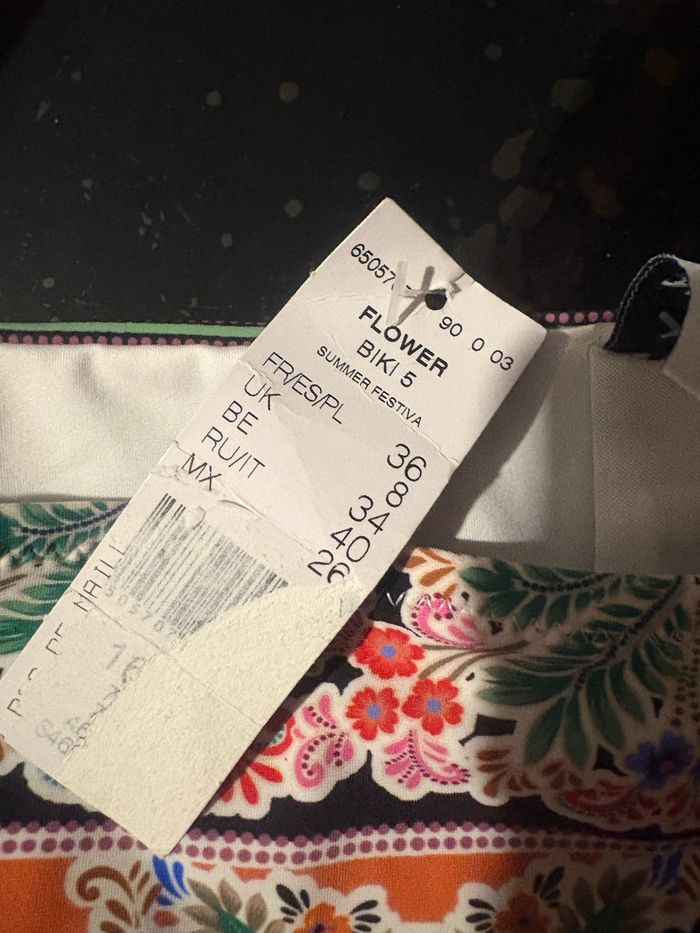 90 0 03
FLOWER
BIKI 5
SUMMER FESTIVA
FR/ES/PL 36
UK 8
BE 34
RU/IT 40
MX 26